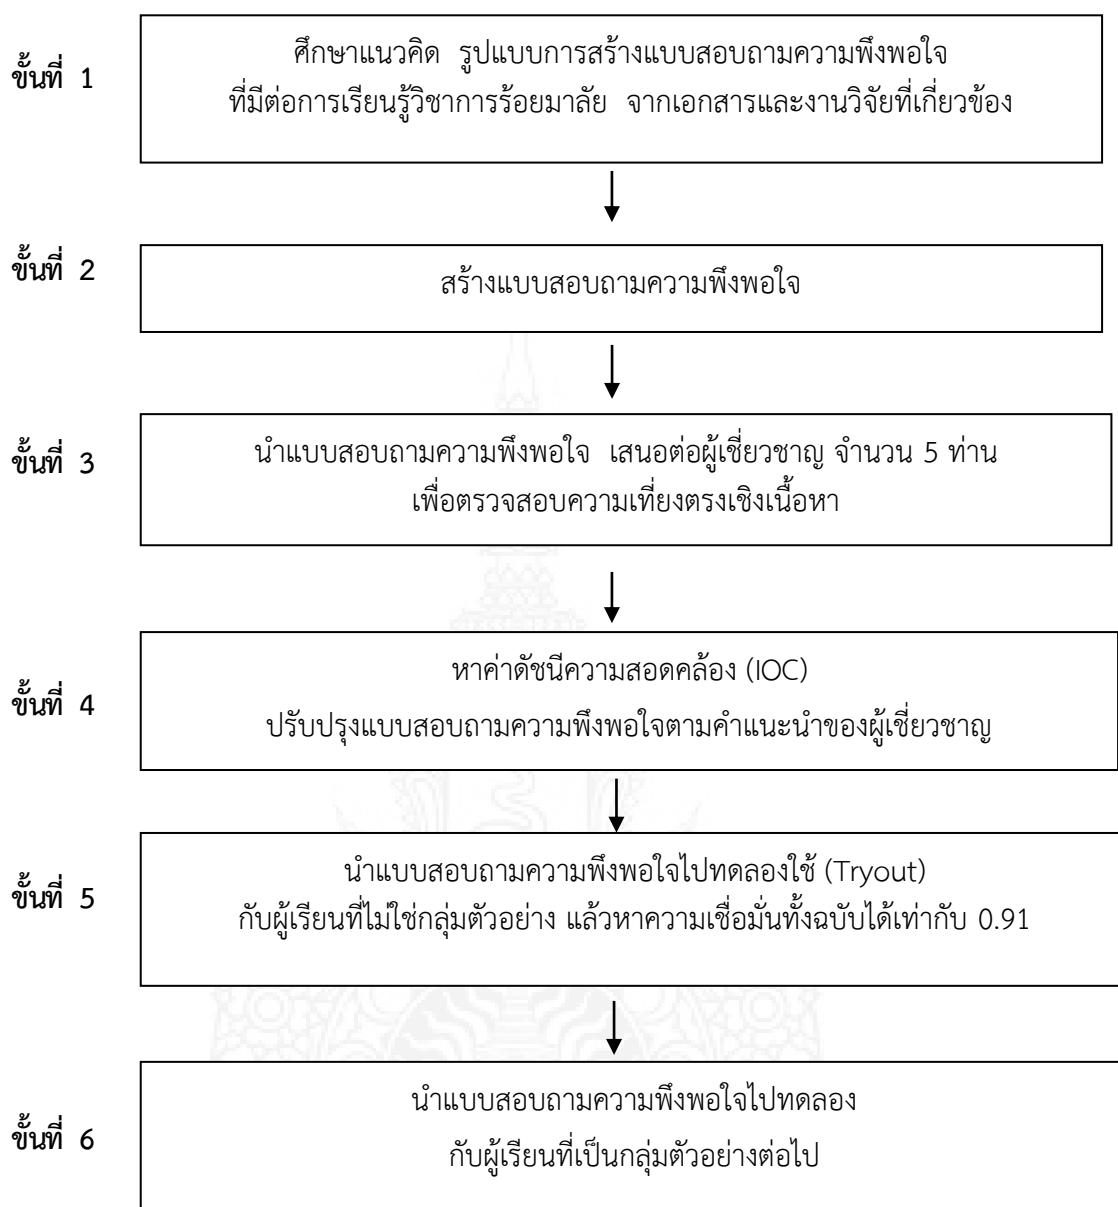 ขั้นที่ 1
ศึกษาแนวคิด รูปแบบการสร้างแบบสอบถามความพึงพอใจ
ที่มีต่อการเรียนรู้วิชาการร้อยมาลัย จากเอกสารและงานวิจัยที่เกี่ยวข้อง
ขั้นที่ 2
สร้างแบบสอบถามความพึงพอใจ
ขั้นที่ 3
นำแบบสอบถามความพึงพอใจ เสนอต่อผู้เชี่ยวชาญ จำนวน 5 ท่าน
เพื่อตรวจสอบความเที่ยงตรงเชิงเนื้อหา
ขั้นที่ 4
หาค่าดัชนีความสอดคล้อง (IOC)
ปรับปรุงแบบสอบถามความพึงพอใจตามคำแนะนำของผู้เชี่ยวชาญ
ขั้นที่ 5
นำแบบสอบถามความพึงพอใจไปทดลองใช้ (Tryout)
กับผู้เรียนที่ไม่ใช่กลุ่มตัวอย่าง แล้วหาความเชื่อมั่นทั้งฉบับได้เท่ากับ 0.91
ขั้นที่ 6
นำแบบสอบถามความพึงพอใจไปทดลอง
กับผู้เรียนที่เป็นกลุ่มตัวอย่างต่อไป